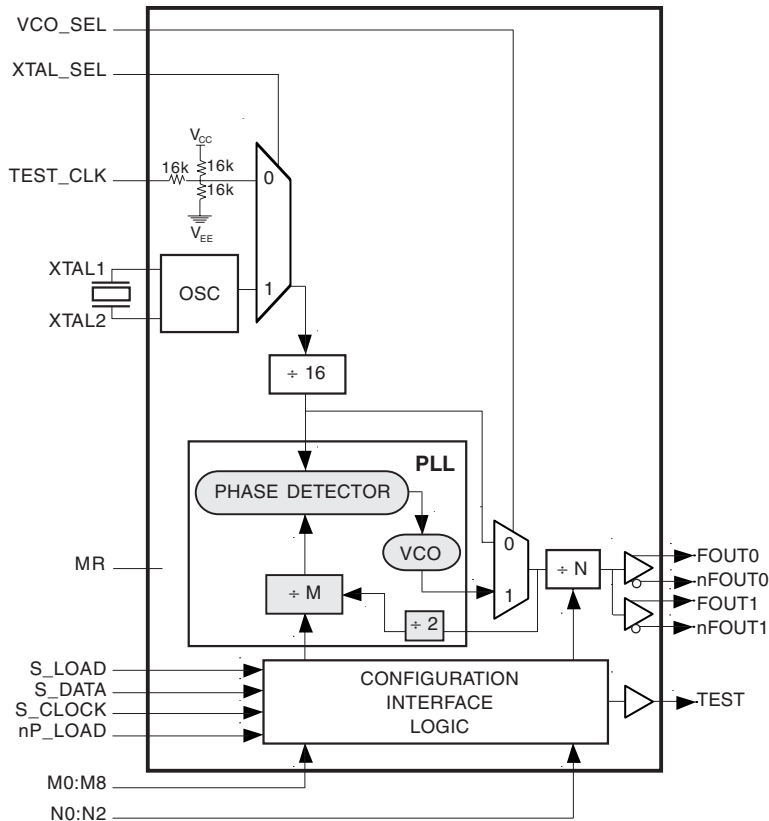 VCO_SEL
XTAL_SEL
VCC
16k
16k
TEST_CLK
0
16k
VEE
XTAL1
OSC
1
XTAL2
÷ 16
PLL
PHASE DETECTOR
VCO
0
1
÷ N
FOUT0
nFOUT0
FOUT1
nFOUT1
MR
÷ M
÷ 2
S_LOAD
S_DATA
S_CLOCK
nP_LOAD
CONFIGURATION
INTERFACE
LOGIC
TEST
M0:M8
N0:N2